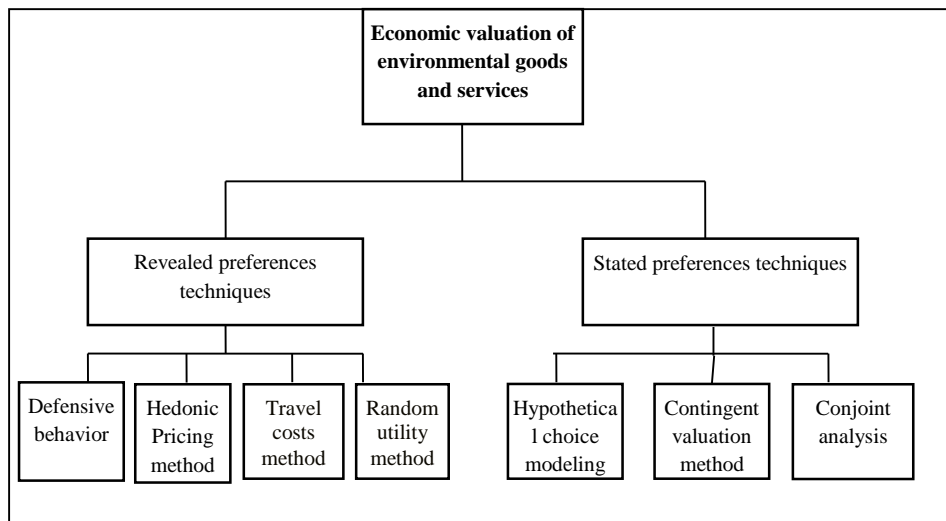 Economic valuation of
environmental goods
and services
Revealed preferences
techniques
Stated preferences techniques
Defensive
behavior
Hedonic
Pricing
method
Travel
costs
method
Random
utility
method
Hypothetica
l choice
modeling
Contingent
valuation
method
Conjoint
analysis